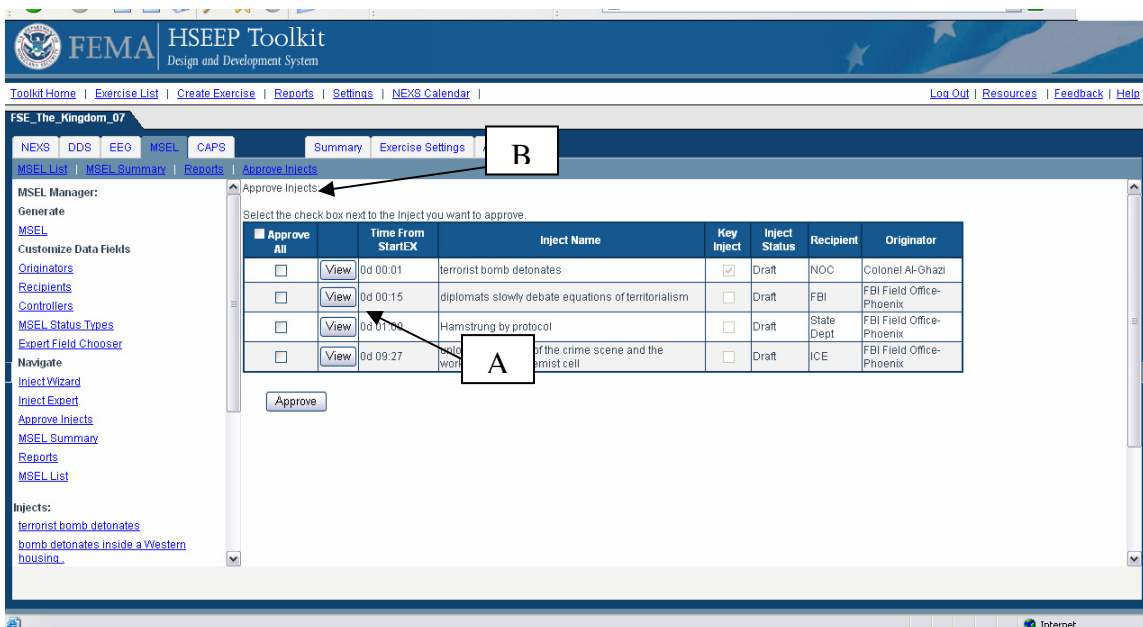 FEMA HSEEP Toolkit
Design and Development System
Toolkit Home | Exercise List | Create Exercise | Reports | Settings | NEXS Calendar |
Log Out | Resources | Feedback | Help
FSE_The_Kingdom_07
NEXS DDS EEG MSEL CAPS Summary Exercise Settings
B
MSEL List | MSEL Summary | Reports | Approve Injects
MSEL Manager:
Generate
MSEL
Customize Data Fields
Originators
Recipients
Controllers
MSEL Status Types
Expert Field Chooser
Navigate
Inject Wizard
Inject Expert
Approve Injects
MSEL Summary
Reports
MSEL List
Injects:
terrorist bomb detonates
bomb detonates inside a Western
housing .
Approve Injects:
Select the check box next to the Inject you want to approve.
Approve All Time From StartEX Inject Name Key Inject Inject Status Recipient Originator
View 0d 00:01 terrorist bomb detonates Draft NOC Colonel Al-Ghazi
View 0d 00:15 diplomats slowly debate equations of territorialism Draft FBI FBI Field Office-Phoenix
View 0d 01:00 Hamstrung by protocol Draft State Dept FBI Field Office-Phoenix
View 0d 09:27 of the crime scene and the Draft ICE FBI Field Office-Phoenix
cell
A
Approve
Internet